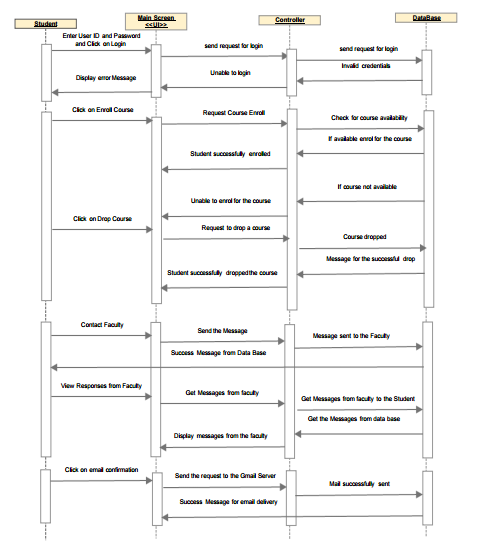 Student
Main Screen
<<UI>>
Controller
DataBase
Enter User ID and Password
and Click on Login
send request for login
send request for login
Invalid credentials
Unable to login
Display error Message
Click on Enroll Course
Request Course Enroll
Check for course availability
If available enrol for the course
Student successfully enrolled
If course not available
Unable to enrol for the course
Click on Drop Course
Request to drop a course
Course dropped
Message for the successful drop
Student successfully dropped the course
Contact Faculty
Send the Message
Message sent to the Faculty
Success Message from Data Base
View Responses from Faculty
Get Messages from faculty
Get Messages from faculty to the Student
Get the Messages from data base
Display messages from the faculty
Click on email confirmation
Send the request to the Gmail Server
Mail successfully sent
Success Message for email delivery